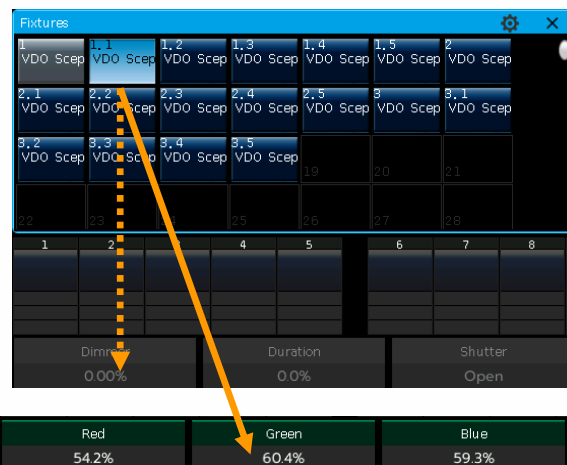 Fixtures
1 1.1 1.2 1.3 1.4 1.5 2
VDO Scep VDO Scep VDO Scep VDO Scep VDO Scep VDO Scep VDO Scep
2.1 2.2 2.3 2.4 2.5 3 3.1
VDO Scep VDO Scep VDO Scep VDO Scep VDO Scep VDO Scep VDO Scep
3.2 3.3 3.4 3.5
VDO Scep VDO Scep VDO Scep VDO Scep
19 20 21
22 23 25 26 27 28
1 2 3 4 5 6 7 8
Dimmer Duration Shutter
0.00% 0.0% Open
Red Green Blue
54.2% 60.4% 59.3%